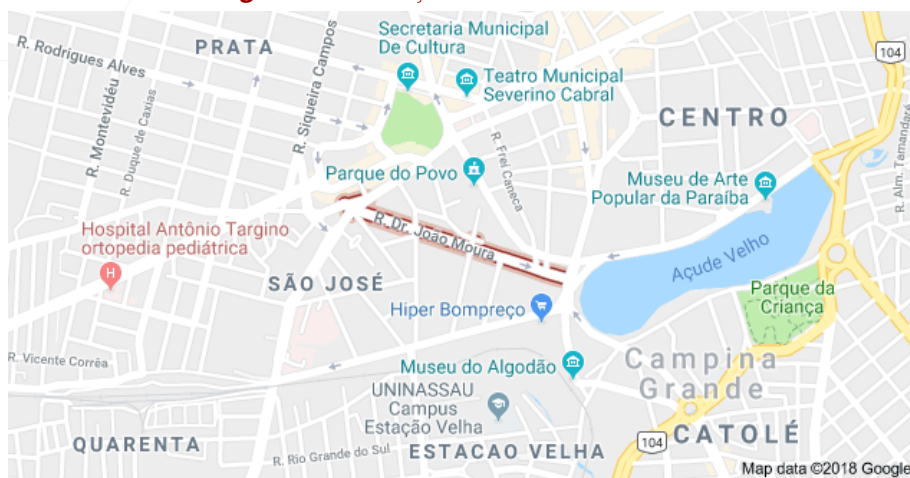 Secretaria Municipal
De Cultura
PRATA
R. Rodrigues Alves
104
Teatro Municipal
Severino Cabral
R. Siqueira Campos
R. Montevidéu
R. Duque de Caxias
CENTRO
R. Frei Caneca
R. Alm. Tamandaré
Parque do Povo
Museu de Arte
Popular da Paraíba
R. Dr. João Moura
Hospital Antônio Targino
ortopedia pediátrica
H
Açude Velho
SÃO JOSÉ
Parque da
Criança
Hiper Bompreço
R. Vicente Corrêa
Museu do Algodão
Campina
Grande
UNINASSAU
Campus
Estação Velha
QUARENTA
R. Rio Grande do Sul
ESTACAO VELHA
104
CATOLÉ
Map data ©2018 Google